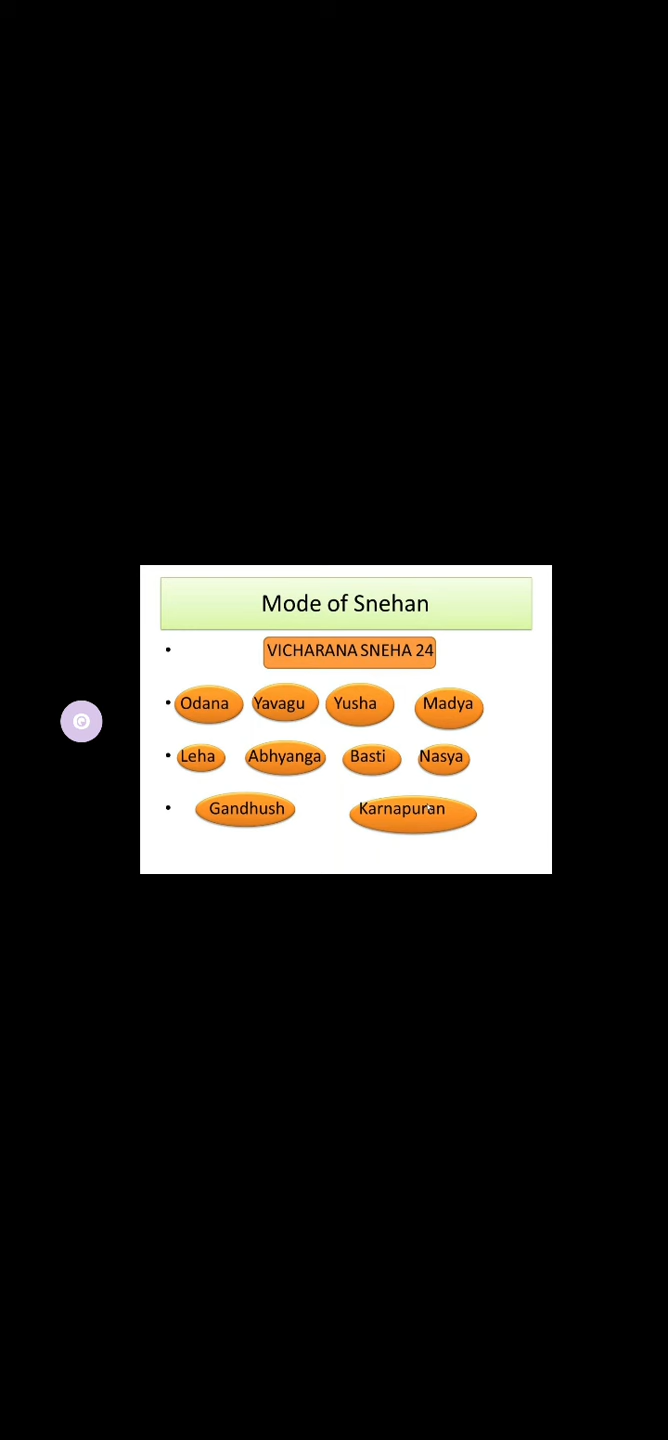 Mode of Snehan
• VICHARANA SNEHA 24
• Odana Yavagu Yusha Madya
• Leha Abhyanga Basti Nasya
• Gandhush Karnapuran